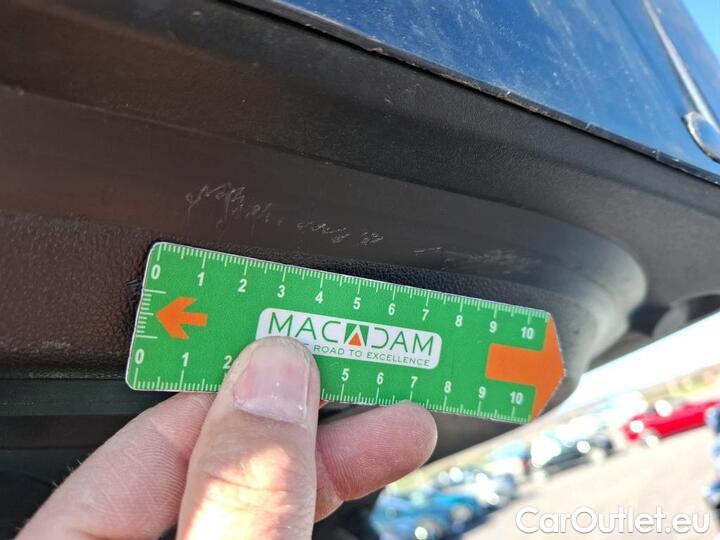 0 1 2 3 4 5 6 7 8 9 10
MACADAM
ROAD TO EXCELLENCE
0 1 2 5 6 7 8 9 10
CarOutlet.eu